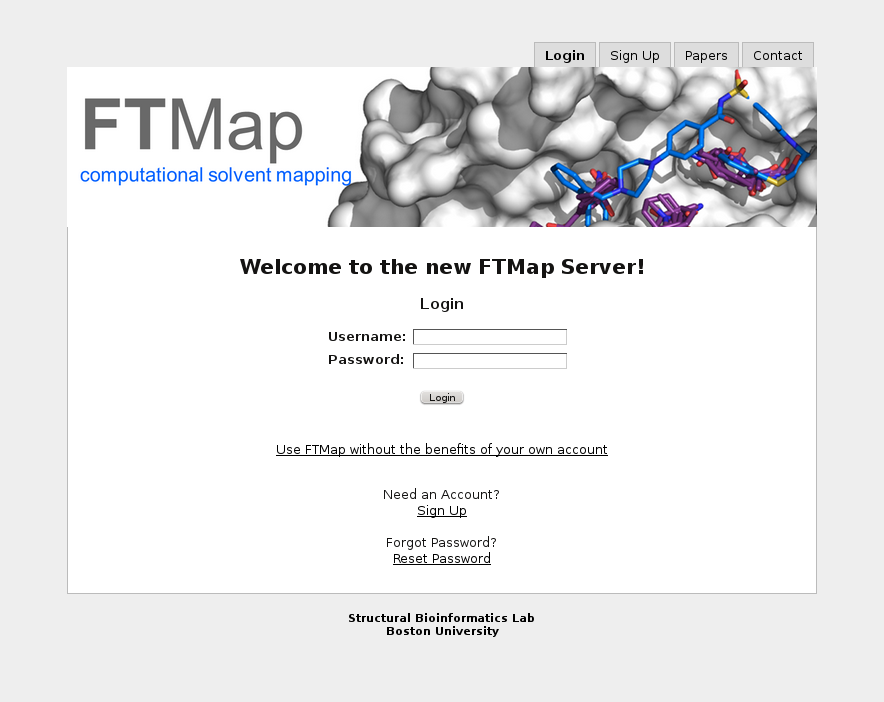 Login Sign Up Papers Contact
FTMap
computational solvent mapping
Welcome to the new FTMap Server!
Login
Username:
Password:
Login
Use FTMap without the benefits of your own account
Need an Account?
Sign Up
Forgot Password?
Reset Password
Structural Bioinformatics Lab
Boston University